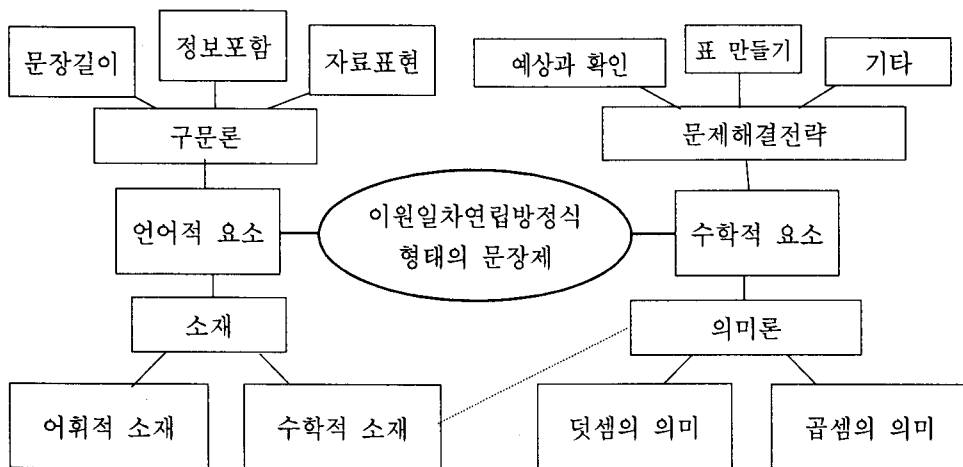 문장길이
정보포함
자료표현
예상과 확인
표 만들기
기타
구문론
문제해결전략
언어적 요소
이원일차연립방정식
형태의 문장제
수학적 요소
소재
의미론
어휘적 소재
수학적 소재
덧셈의 의미
곱셈의 의미